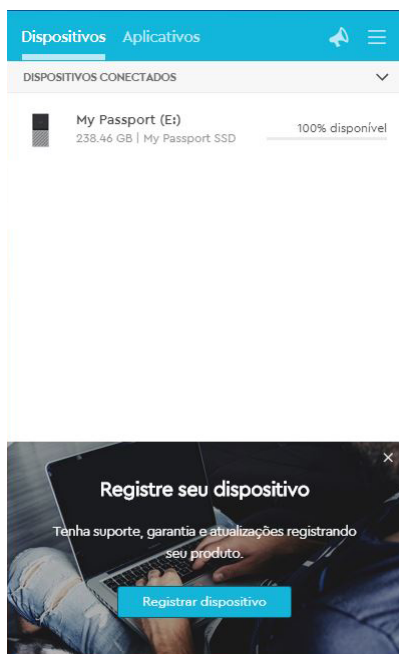 Dispositivos Aplicativos
DISPOSITIVOS CONECTADOS
My Passport (E:)
238.46 GB | My Passport SSD
100% disponível
Registre seu dispositivo
Tenha suporte, garantia e atualizações registrando
seu produto.
Registrar dispositivo